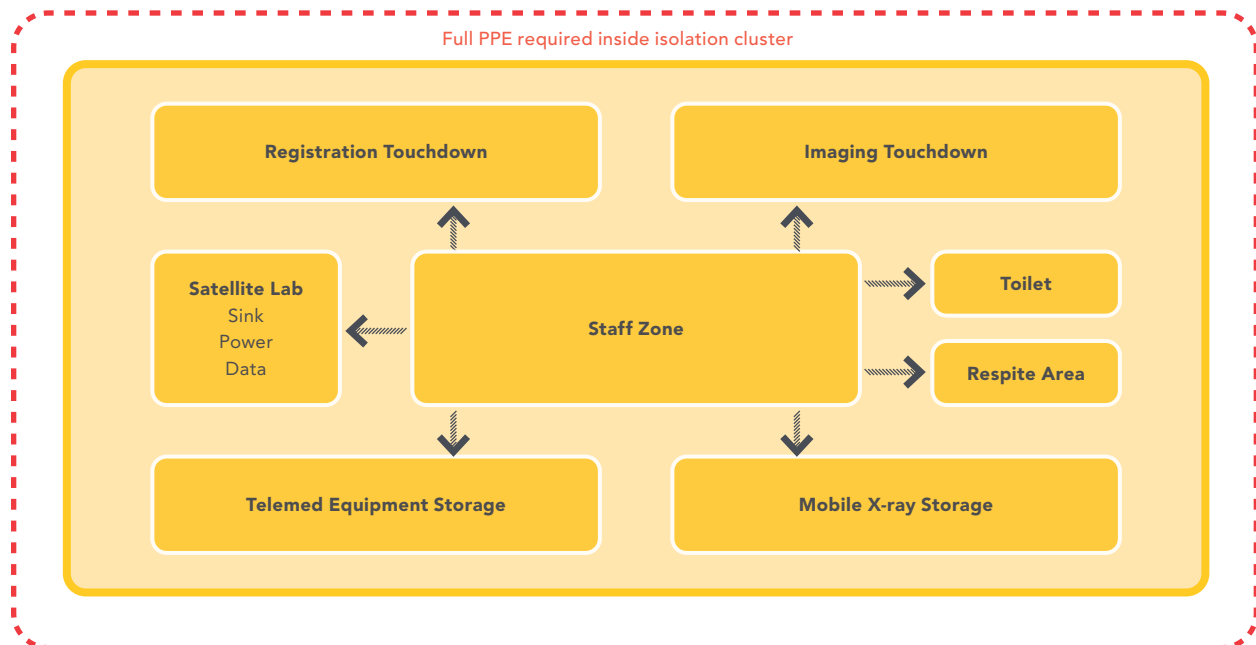 Full PPE required inside isolation cluster
Registration Touchdown
Imaging Touchdown
Satellite Lab
Sink
Power
Data
Staff Zone
Toilet
Respite Area
Telemed Equipment Storage
Mobile X-ray Storage